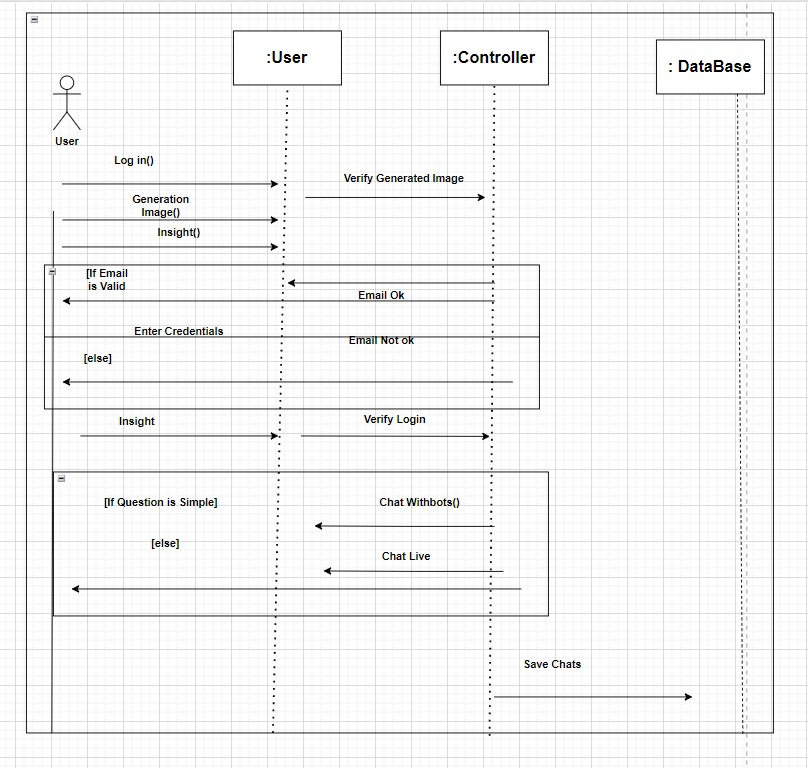 :User
:Controller
: DataBase
User
Log in()
Verify Generated Image
Generation
Image()
Insight()
[If Email
is Valid
Email Ok
Enter Credentials
Email Not ok
[else]
Insight
Verify Login
[If Question is Simple]
Chat Withbots()
[else]
Chat Live
Save Chats